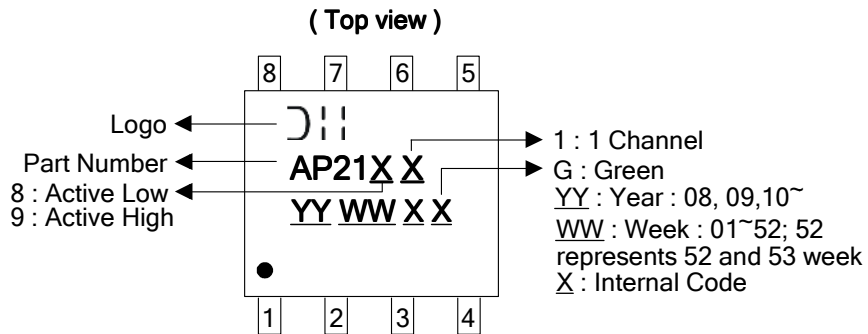 ( Top view )
8 7 6 5
Logo
Part Number
8 : Active Low
9 : Active High
AP21X X
YY WW X X
1 : 1 Channel
G : Green
YY : Year : 08, 09,10~
WW : Week : 01~52; 52
represents 52 and 53 week
X : Internal Code
1 2 3 4